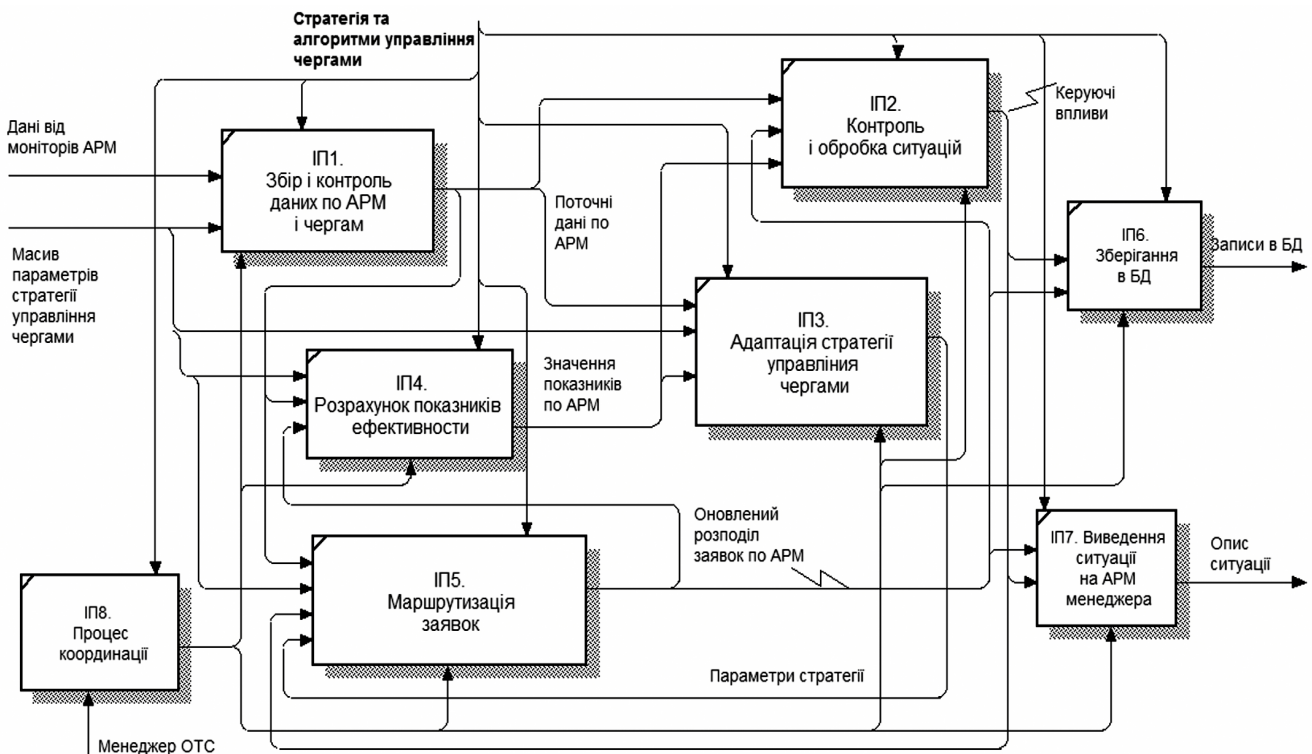 Стратегія та
алгоритми управління
чергами
Дані від
моніторів АРМ
ІП1.
Збір і контроль
даних по АРМ
і чергам
ІП2.
Контроль
і обробка ситуацій
Керуючі
впливи
Поточні
дані по
АРМ
Масив
параметрів
стратегії
управління
чергами
ІП6.
Зберігання
в БД
Записи в БД
ІП3.
Адаптація стратегії
управлiния
чергами
ІП4.
Розрахунок показників
ефективности
Значення
показників
по АРМ
Оновлений
розподіл
заявок по АРМ
ІП7. Виведення
ситуації
на АРМ
менеджера
Опис
ситуації
ІП5.
Маршрутизація
заявок
ІП8.
Процес
координації
Параметри стратегії
Менеджер ОТС